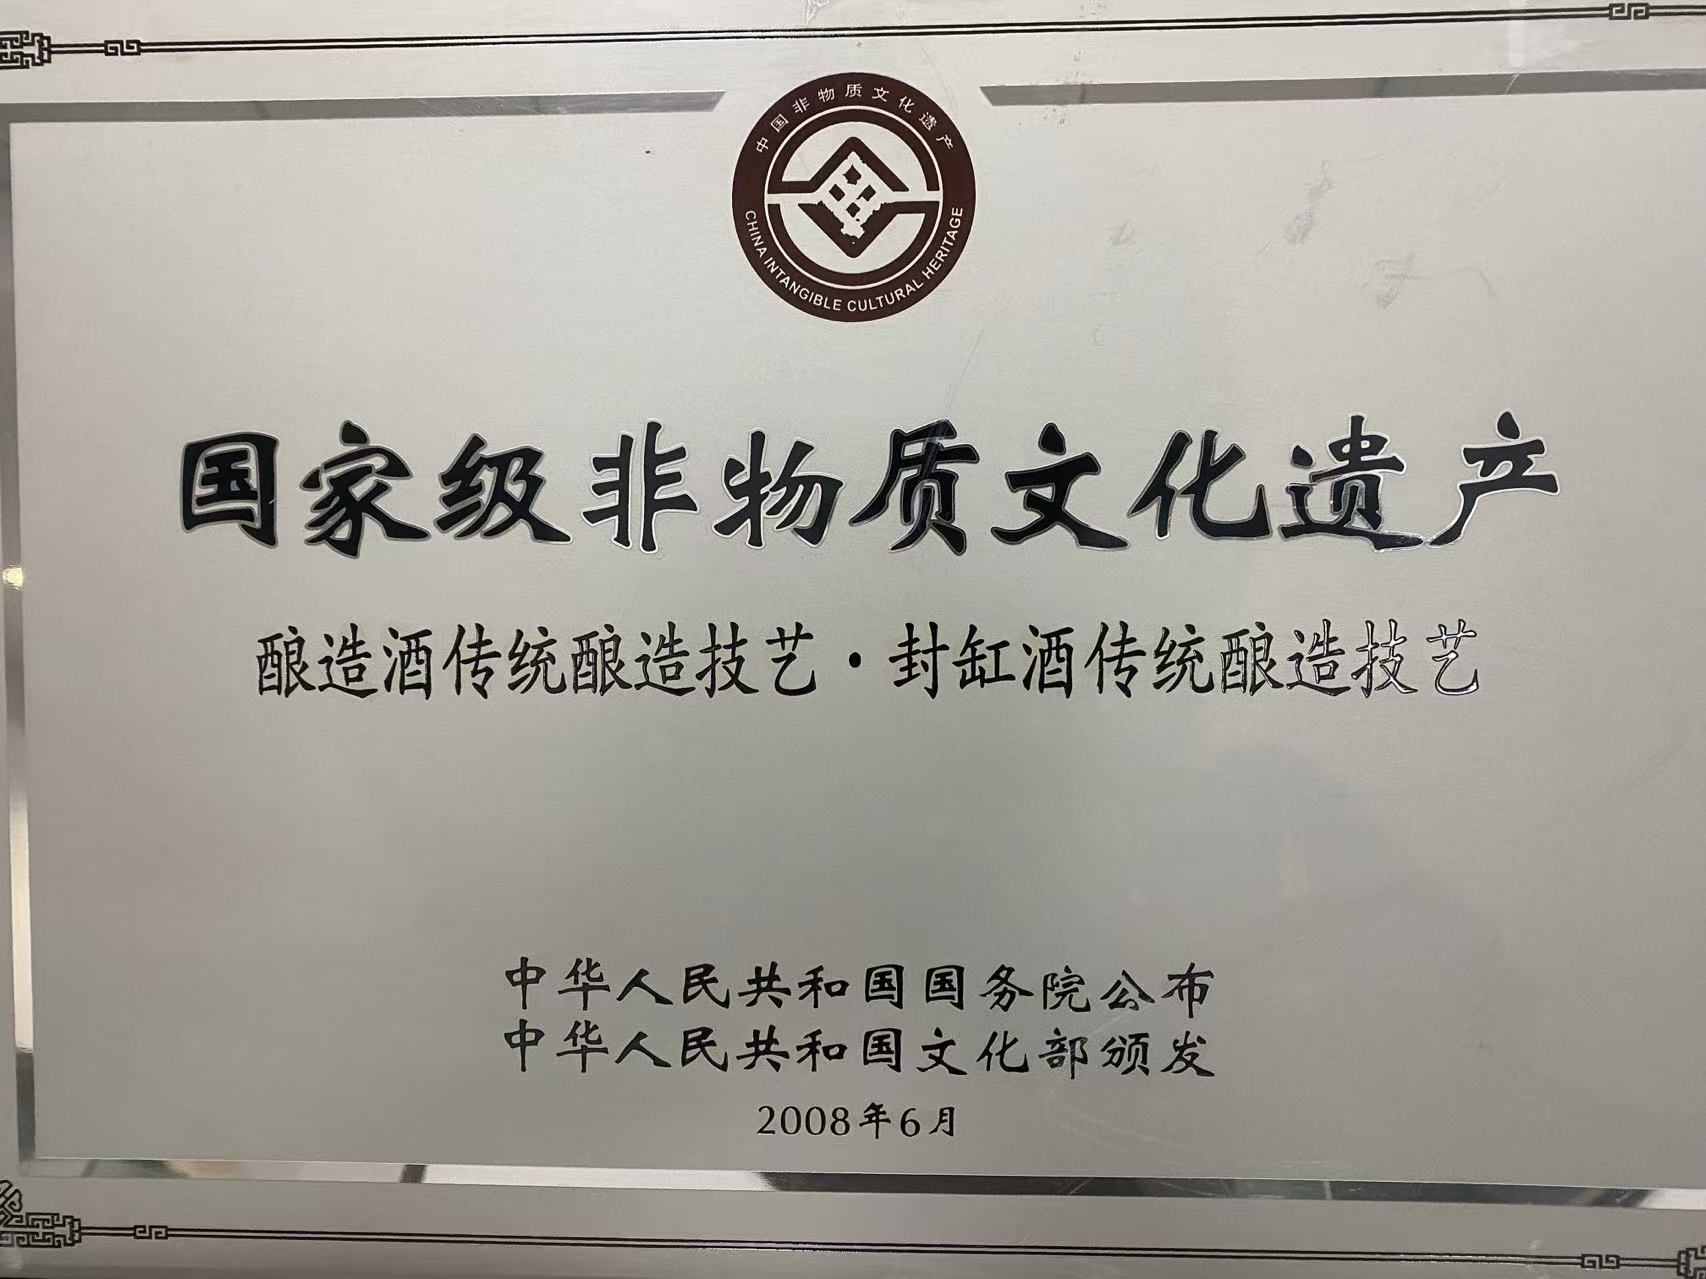 中国非物质文化遗产
CHINA INTANGIBLE CULTURAL HERITAGE
国家级非物质文化遗产
酿造酒传统酿造技艺·封缸酒传统酿造技艺
中华人民共和国国务院公布
中华人民共和国文化部颁发
2008年6月